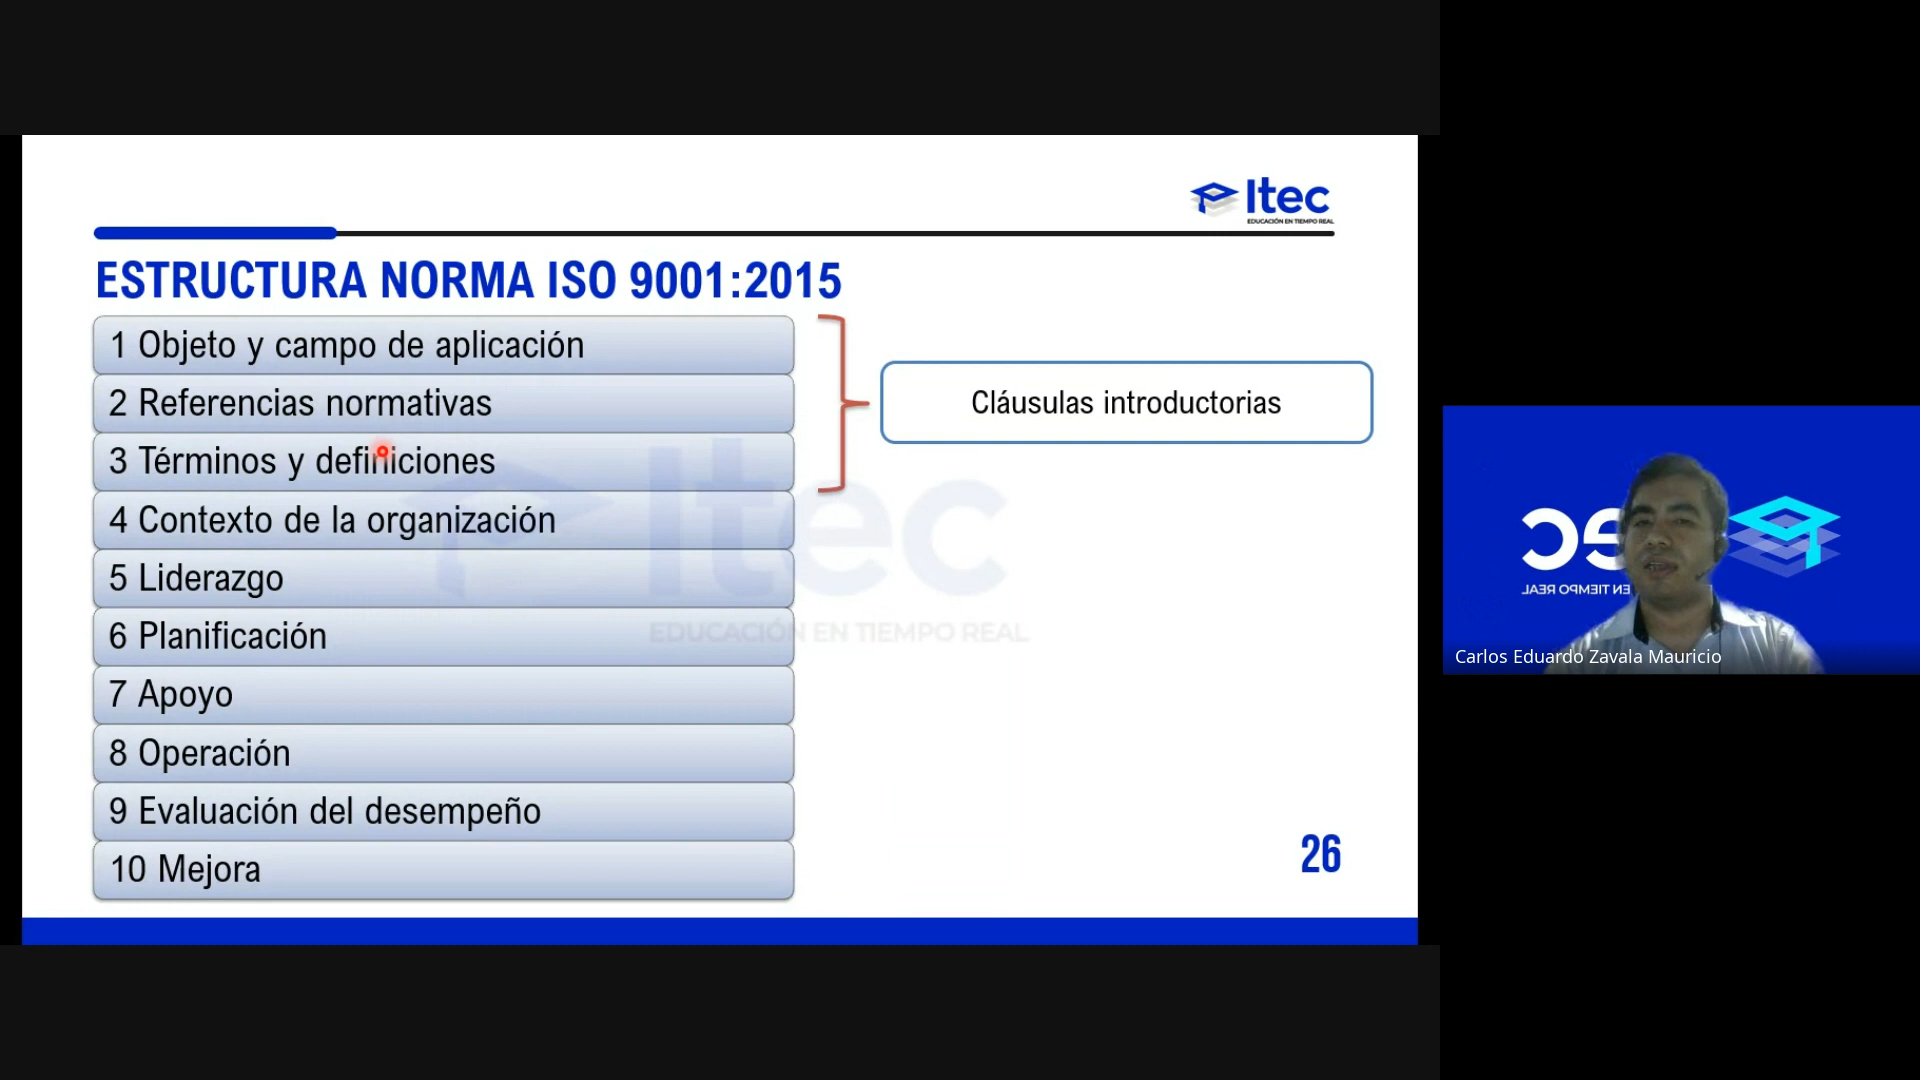 Itec
EDUCACIÓN EN TIEMPO REAL
ESTRUCTURA NORMA ISO 9001:2015
1 Objeto y campo de aplicación
2 Referencias normativas
3 Términos y definiciones
4 Contexto de la organización
5 Liderazgo
6 Planificación
7 Apoyo
8 Operación
9 Evaluación del desempeño
10 Mejora
Cláusulas introductorias
Itec
EDUCACIÓN EN TIEMPO REAL
26
ec
EN TIEMPO REAL
Carlos Eduardo Zavala Mauricio